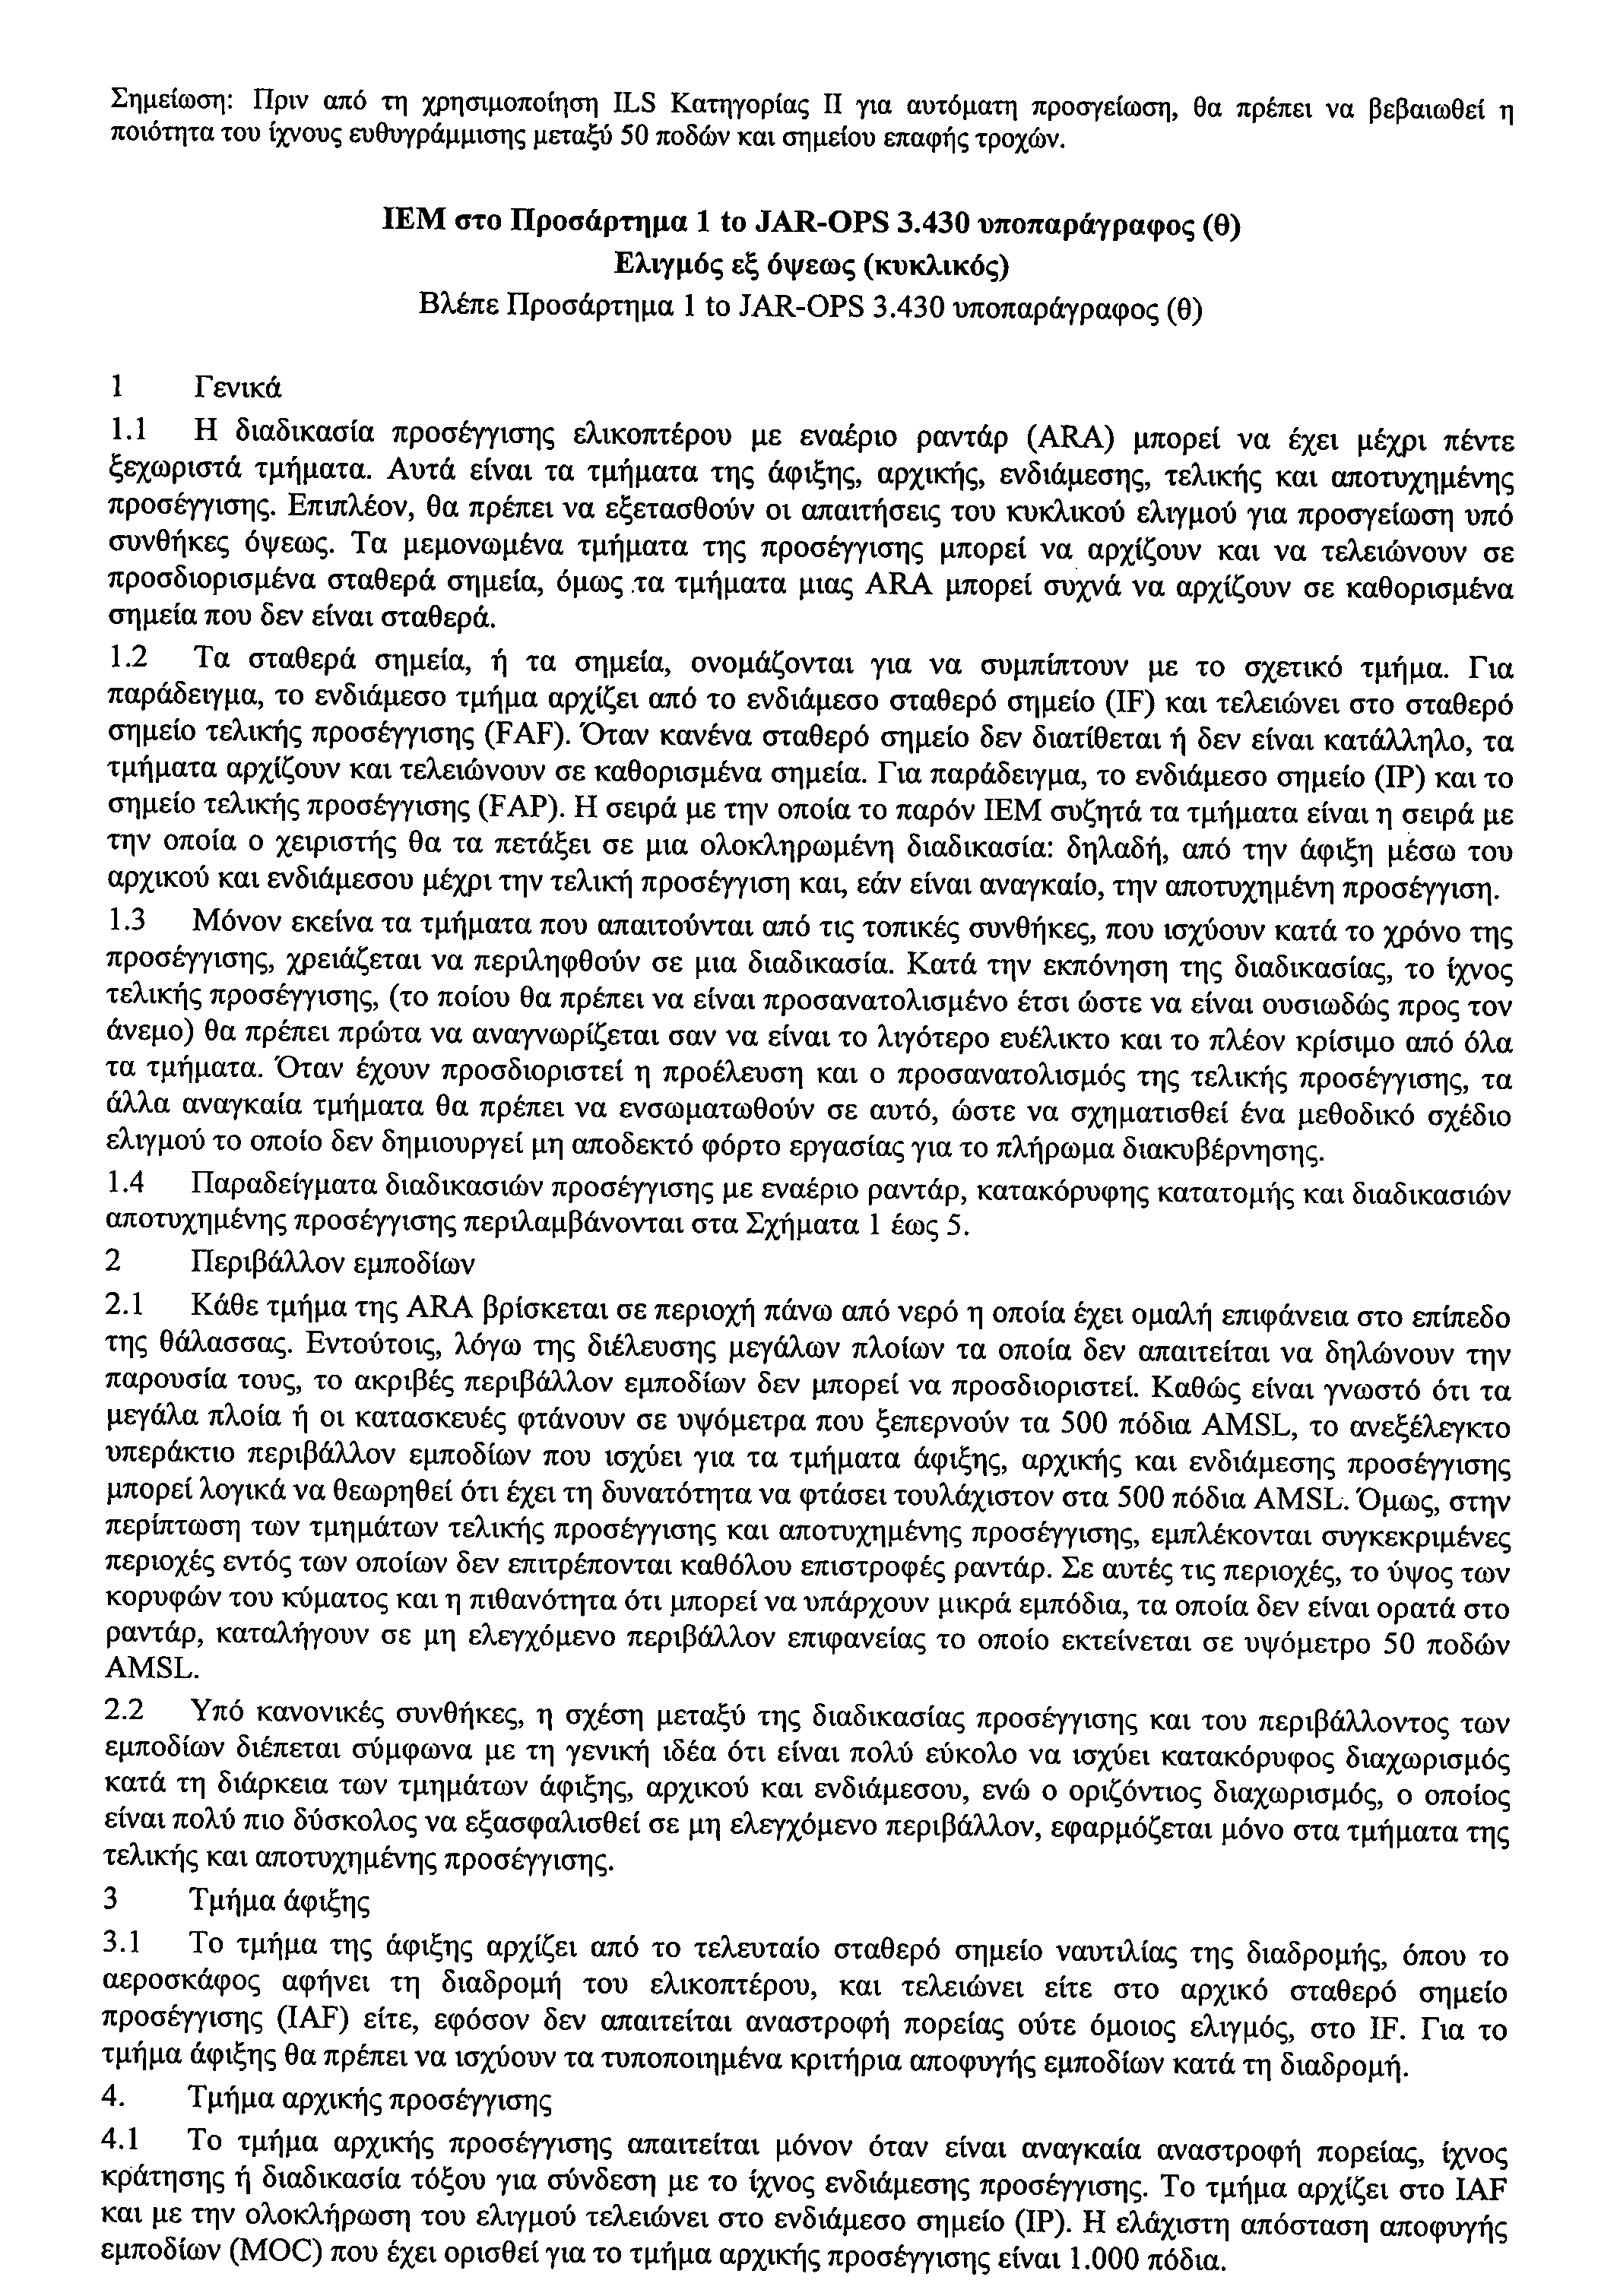 Σημείωση: Πριν από τη χρησιμοποίηση ILS Κατηγορίας II για αυτόματη προσγείωση, θα πρέπει να βεβαιωθεί η
ποιότητα του ίχνους ευθυγράμμισης μεταξύ 50 ποδών και σημείου επαφής τροχών.
IEM στο Προσάρτημα 1 to JAR-OPS 3.430 υποπαράγραφος (θ)
Ελιγμός εξ όψεως (κυκλικός)
Βλέπε Προσάρτημα 1 to JAR-OPS 3.430 υποπαράγραφος (θ)
1 Γενικά
1.1 Η διαδικασία προσέγγισης ελικοπτέρου με εναέριο ραντάρ (ARA) μπορεί να έχει μέχρι πέντε
ξεχωριστά τμήματα. Αυτά είναι τα τμήματα της άφιξης, αρχικής, ενδιάμεσης, τελικής και αποτυχημένης
προσέγγισης. Επιπλέον, θα πρέπει να εξετασθούν οι απαιτήσεις του κυκλικού ελιγμού για προσγείωση υπό
συνθήκες όψεως. Τα μεμονωμένα τμήματα της προσέγγισης μπορεί να αρχίζουν και να τελειώνουν σε
προσδιορισμένα σταθερά σημεία, όμως τα τμήματα μιας ARA μπορεί συχνά να αρχίζουν σε καθορισμένα
σημεία που δεν είναι σταθερά.
1.2 Τα σταθερά σημεία, ή τα σημεία, ονομάζονται για να συμπίπτουν με το σχετικό τμήμα. Για
παράδειγμα, το ενδιάμεσο τμήμα αρχίζει από το ενδιάμεσο σταθερό σημείο (IF) και τελειώνει στο σταθερό
σημείο τελικής προσέγγισης (FAF). Όταν κανένα σταθερό σημείο δεν διατίθεται ή δεν είναι κατάλληλο, τα
τμήματα αρχίζουν και τελειώνουν σε καθορισμένα σημεία. Για παράδειγμα, το ενδιάμεσο σημείο (IP) και το
σημείο τελικής προσέγγισης (FAP). Η σειρά με την οποία το παρόν IEM συζητά τα τμήματα είναι η σειρά με
την οποία ο χειριστής θα τα πετάξει σε μια ολοκληρωμένη διαδικασία: δηλαδή, από την άφιξη μέσω του
αρχικού και ενδιάμεσου μέχρι την τελική προσέγγιση και, εάν είναι αναγκαίο, την αποτυχημένη προσέγγιση.
1.3 Μόνον εκείνα τα τμήματα που απαιτούνται από τις τοπικές συνθήκες, που ισχύουν κατά το χρόνο της
προσέγγισης, χρειάζεται να περιληφθούν σε μια διαδικασία. Κατά την εκπόνηση της διαδικασίας, το ίχνος
τελικής προσέγγισης, (το ποίου θα πρέπει να είναι προσανατολισμένο έτσι ώστε να είναι ουσιωδώς προς τον
άνεμο) θα πρέπει πρώτα να αναγνωρίζεται σαν να είναι το λιγότερο ευέλικτο και το πλέον κρίσιμο από όλα
τα τμήματα. Όταν έχουν προσδιοριστεί η προέλευση και ο προσανατολισμός της τελικής προσέγγισης, τα
άλλα αναγκαία τμήματα θα πρέπει να ενσωματωθούν σε αυτό, ώστε να σχηματισθεί ένα μεθοδικό σχέδιο
ελιγμού το οποίο δεν δημιουργεί μη αποδεκτό φόρτο εργασίας για το πλήρωμα διακυβέρνησης.
1.4 Παραδείγματα διαδικασιών προσέγγισης με εναέριο ραντάρ, κατακόρυφης κατατομής και διαδικασιών
αποτυχημένης προσέγγισης περιλαμβάνονται στα Σχήματα 1 έως 5.
2 Περιβάλλον εμποδίων
2.1 Κάθε τμήμα της ARA βρίσκεται σε περιοχή πάνω από νερό η οποία έχει ομαλή επιφάνεια στο επίπεδο
της θάλασσας. Εντούτοις, λόγω της διέλευσης μεγάλων πλοίων τα οποία δεν απαιτείται να δηλώνουν την
παρουσία τους, το ακριβές περιβάλλον εμποδίων δεν μπορεί να προσδιοριστεί. Καθώς είναι γνωστό ότι τα
μεγάλα πλοία ή οι κατασκευές φτάνουν σε υψόμετρα που ξεπερνούν τα 500 πόδια AMSL, το ανεξέλεγκτο
υπεράκτιο περιβάλλον εμποδίων που ισχύει για τα τμήματα άφιξης, αρχικής και ενδιάμεσης προσέγγισης
μπορεί λογικά να θεωρηθεί ότι έχει τη δυνατότητα να φτάσει τουλάχιστον στα 500 πόδια AMSL. Όμως, στην
περίπτωση των τμημάτων τελικής προσέγγισης και αποτυχημένης προσέγγισης, εμπλέκονται συγκεκριμένες
περιοχές εντός των οποίων δεν επιτρέπονται καθόλου επιστροφές ραντάρ. Σε αυτές τις περιοχές, το ύψος των
κορυφών του κύματος και η πιθανότητα ότι μπορεί να υπάρχουν μικρά εμπόδια, τα οποία δεν είναι ορατά στο
ραντάρ, καταλήγουν σε μη ελεγχόμενο περιβάλλον επιφανείας το οποίο εκτείνεται σε υψόμετρο 50 ποδών
AMSL.
2.2 Υπό κανονικές συνθήκες, η σχέση μεταξύ της διαδικασίας προσέγγισης και του περιβάλλοντος των
εμποδίων διέπεται σύμφωνα με τη γενική ιδέα ότι είναι πολύ εύκολο να ισχύει κατακόρυφος διαχωρισμός
κατά τη διάρκεια των τμημάτων άφιξης, αρχικού και ενδιάμεσου, ενώ ο οριζόντιος διαχωρισμός, ο οποίος
είναι πολύ πιο δύσκολος να εξασφαλισθεί σε μη ελεγχόμενο περιβάλλον, εφαρμόζεται μόνο στα τμήματα της
τελικής και αποτυχημένης προσέγγισης.
3 Τμήμα άφιξης
3.1 Το τμήμα της άφιξης αρχίζει από το τελευταίο σταθερό σημείο ναυτιλίας της διαδρομής, όπου το
αεροσκάφος αφήνει τη διαδρομή του ελικοπτέρου, και τελειώνει είτε στο αρχικό σταθερό σημείο
προσέγγισης (IAF) είτε, εφόσον δεν απαιτείται αναστροφή πορείας ούτε όμοιος ελιγμός, στο IF. Για το
τμήμα άφιξης θα πρέπει να ισχύουν τα τυποποιημένα κριτήρια αποφυγής εμποδίων κατά τη διαδρομή.
4. Τμήμα αρχικής προσέγγισης
4.1 Το τμήμα αρχικής προσέγγισης απαιτείται μόνον όταν είναι αναγκαία αναστροφή πορείας, ίχνος
κράτησης ή διαδικασία τόξου για σύνδεση με το ίχνος ενδιάμεσης προσέγγισης. Το τμήμα αρχίζει στο IAF
και με την ολοκλήρωση του ελιγμού τελειώνει στο ενδιάμεσο σημείο (IP). Η ελάχιστη απόσταση αποφυγής
εμποδίων (MOC) που έχει ορισθεί για το τμήμα αρχικής προσέγγισης είναι 1.000 πόδια.